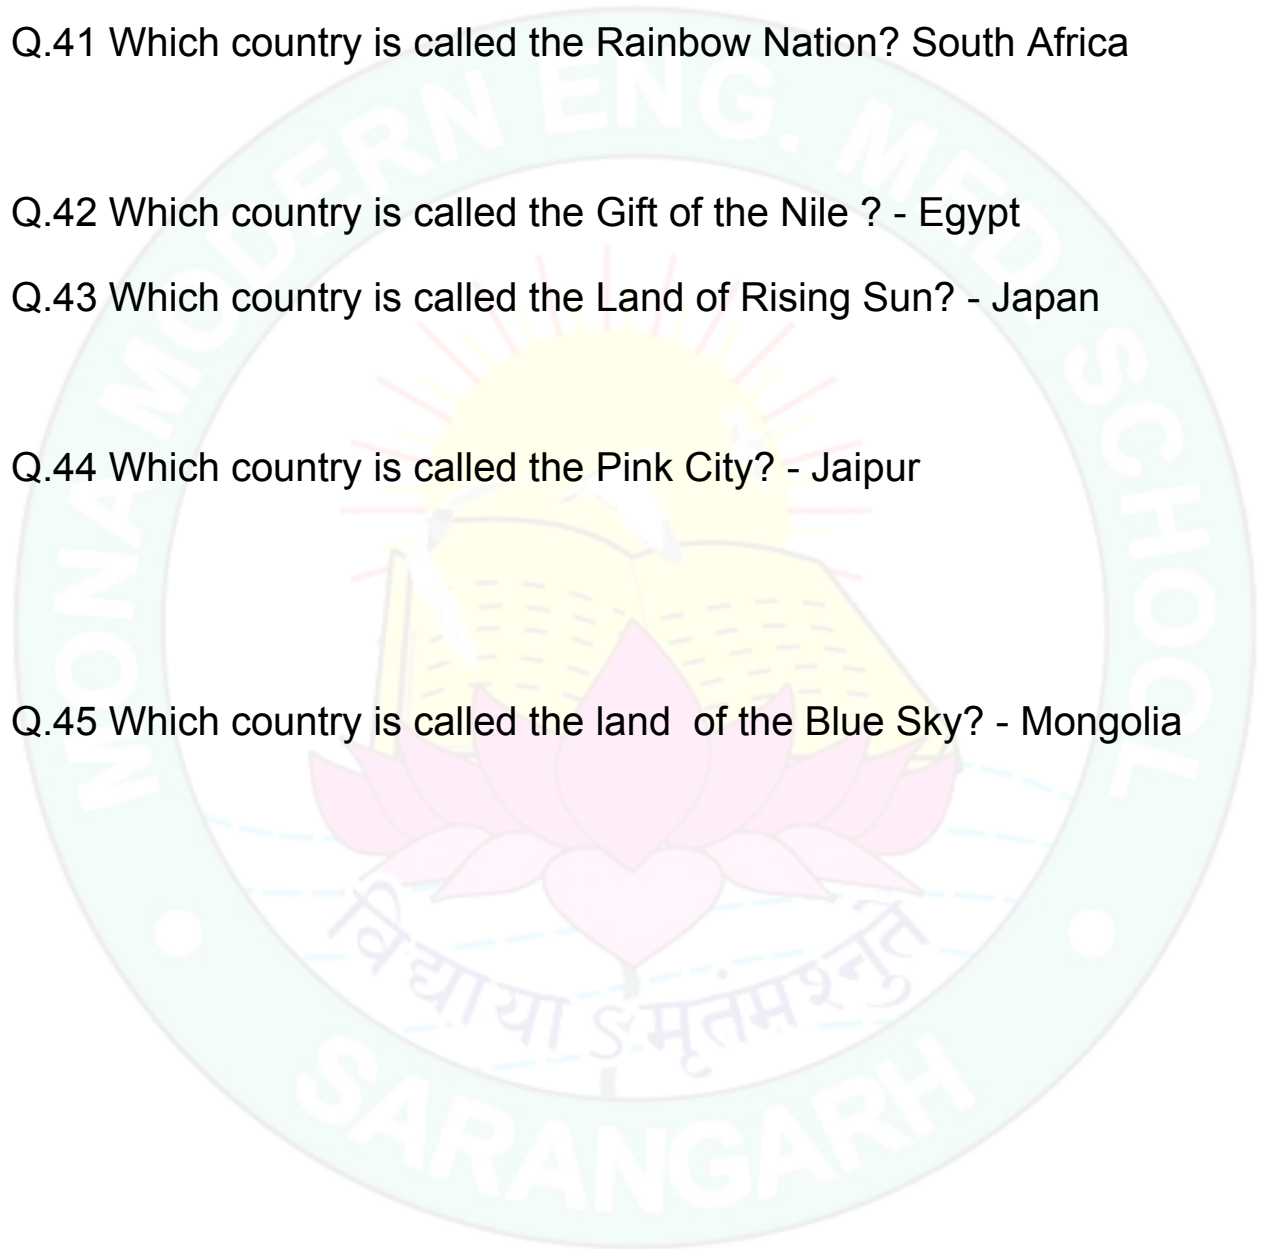 Q.41 Which country is called the Rainbow Nation? South Africa
Q.42 Which country is called the Gift of the Nile ? - Egypt
Q.43 Which country is called the Land of Rising Sun? - Japan
Q.44 Which country is called the Pink City? - Jaipur
Q.45 Which country is called the land  of the Blue Sky? - Mongolia
MONA MODERN ENG. MED SCHOOL
विद्याया ऽमृतंमश्नुते
SARANGARH